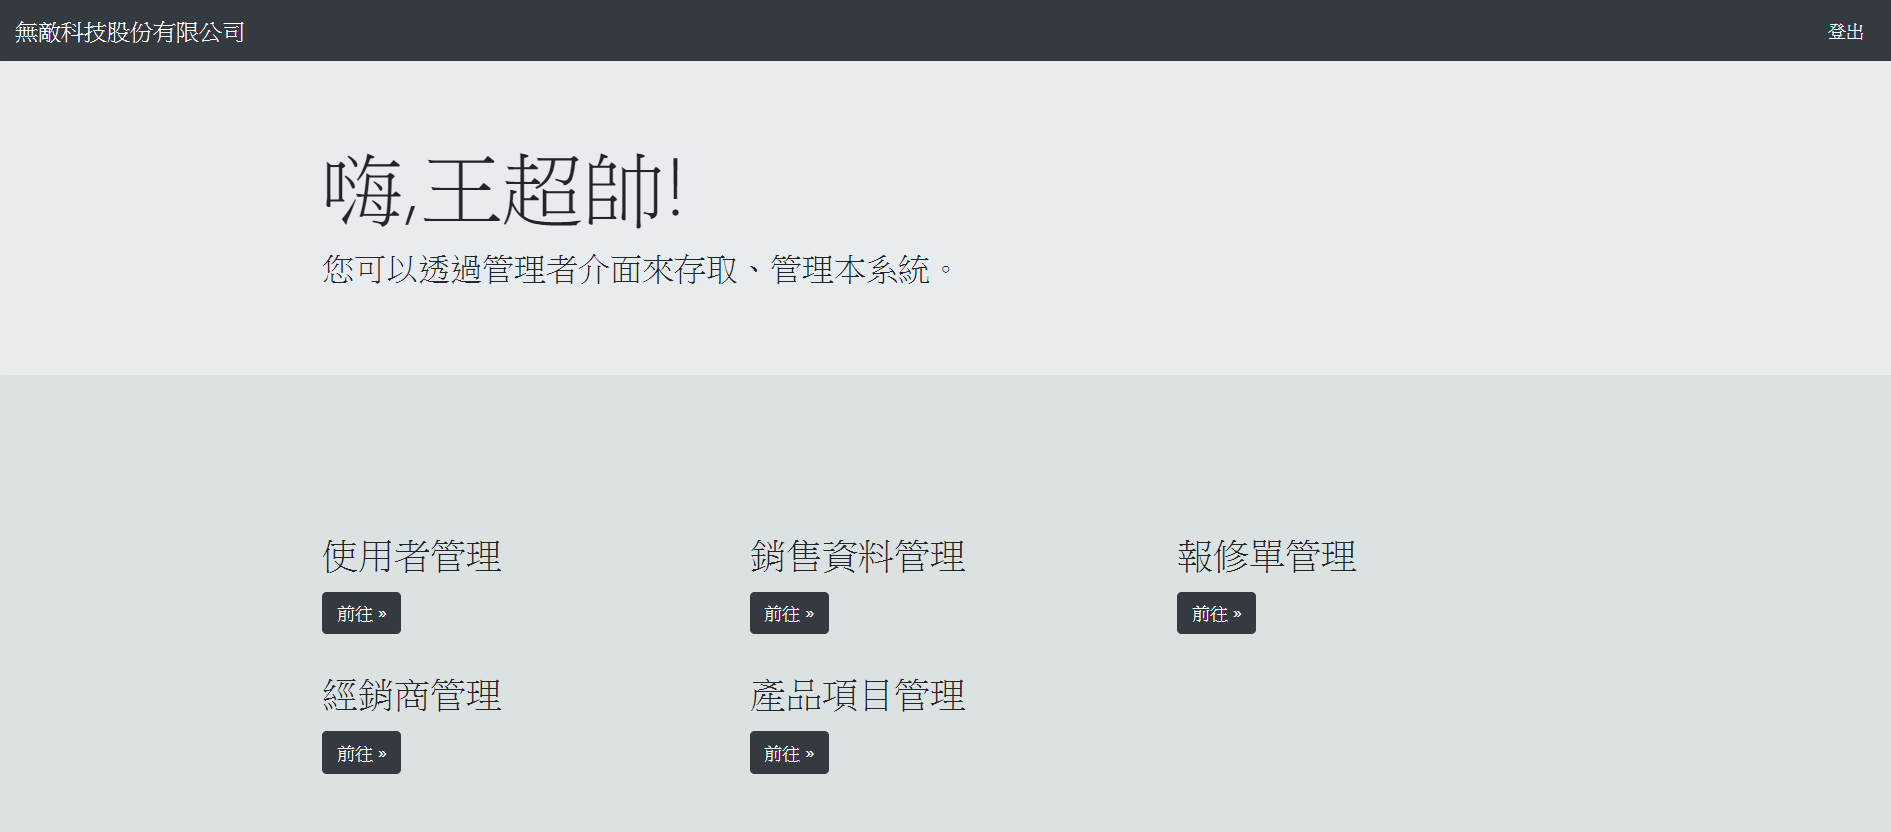 無敵科技股份有限公司
登出
嗨,王超帥!
您可以透過管理者介面來存取、管理本系統。
使用者管理
銷售資料管理
報修單管理
前往 »
前往 »
前往 »
經銷商管理
產品項目管理
前往 »
前往 »